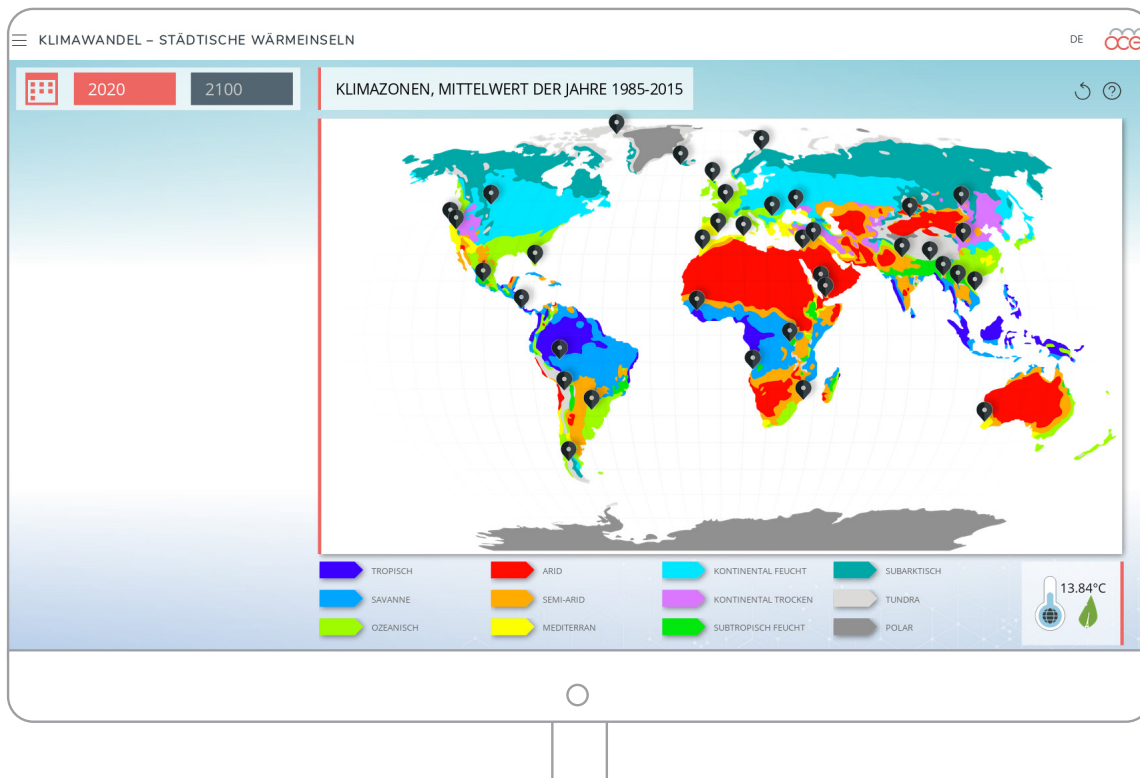 KLIMAWANDEL – STÄDTISCHE WÄRMEINSELN
DE
OCE
2020
2100
KLIMAZONEN, MITTELWERT DER JAHRE 1985-2015
TROPISCH
ARID
KONTINENTAL FEUCHT
SUBARKTISCH
SAVANNE
SEMI-ARID
KONTINENTAL TROCKEN
TUNDRA
OZEANISCH
MEDITERRAN
SUBTROPISCH FEUCHT
POLAR
13.84°C